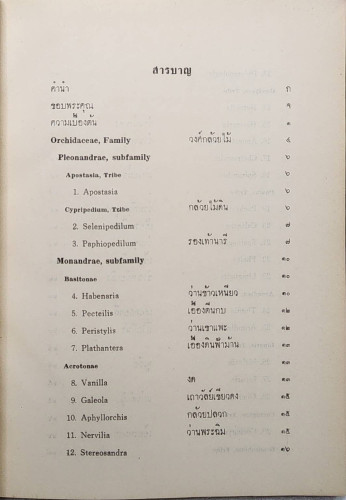 สารบาญ
คำนำ ก
ขอบพระคุณ
ความเบื้องต้น ๑
Orchidaceae, Family วงศ์กล้วยไม้ ๔
Pleonandrae, subfamily ๖
Apostasia, Tribe ๖
1. Apostasia ๖
Cypripedium, Tribe กล้วยไม้ดิน ๖
2. Selenipedilum ๗
3. Paphiopedilum รองเท้านารี ๗
Monandrae, subfamily ๑๐
Basitonae ๑๐
4. Habenaria ว่านข้าวเหนียว ๑๐
5. Pecteilis เอื้องดินกบ ๑๒
6. Peristylis ว่านเขาแพะ ๑๒
7. Plathantera เอื้องดินฟ้าม้าน ๑๓
Acrotonae ๑๓
8. Vanilla งด ๑๓
9. Galeola เถาวัลย์เขียวดง ๑๕
10. Aphyllorchis กล้วยปลวก ๑๕
11. Nervilia ว่านพระฉิม ๑๕
12. Stereosandra ๑๖